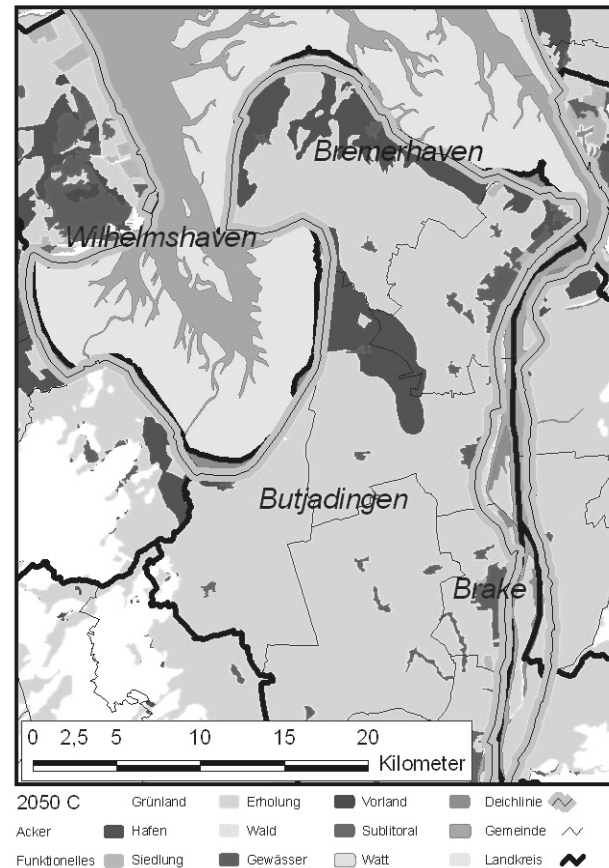 Bremerhaven
Wilhelmshaven
Butjadingen
Brake
0 2,5 5 10 15 20
Kilometer
2050 C Grünland Erholung Vorland Deichlinie
Acker Hafen Wald Sublitoral Gemeinde
Funktionelles Siedlung Gewässer Watt Landkreis